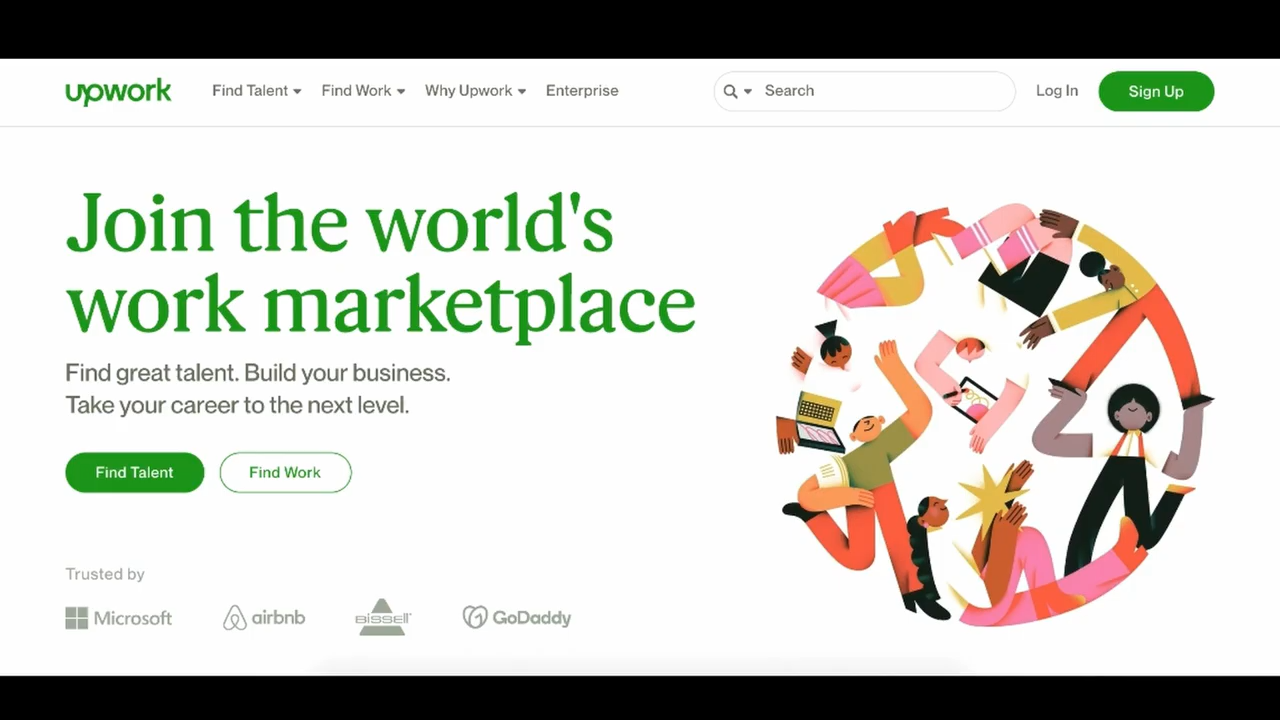 upwork Find Talent Find Work Why Upwork Enterprise Search Log In Sign Up
Join the world's
work marketplace
Find great talent. Build your business.
Take your career to the next level.
Find Talent Find Work
Trusted by
Microsoft airbnb BISSELL GoDaddy